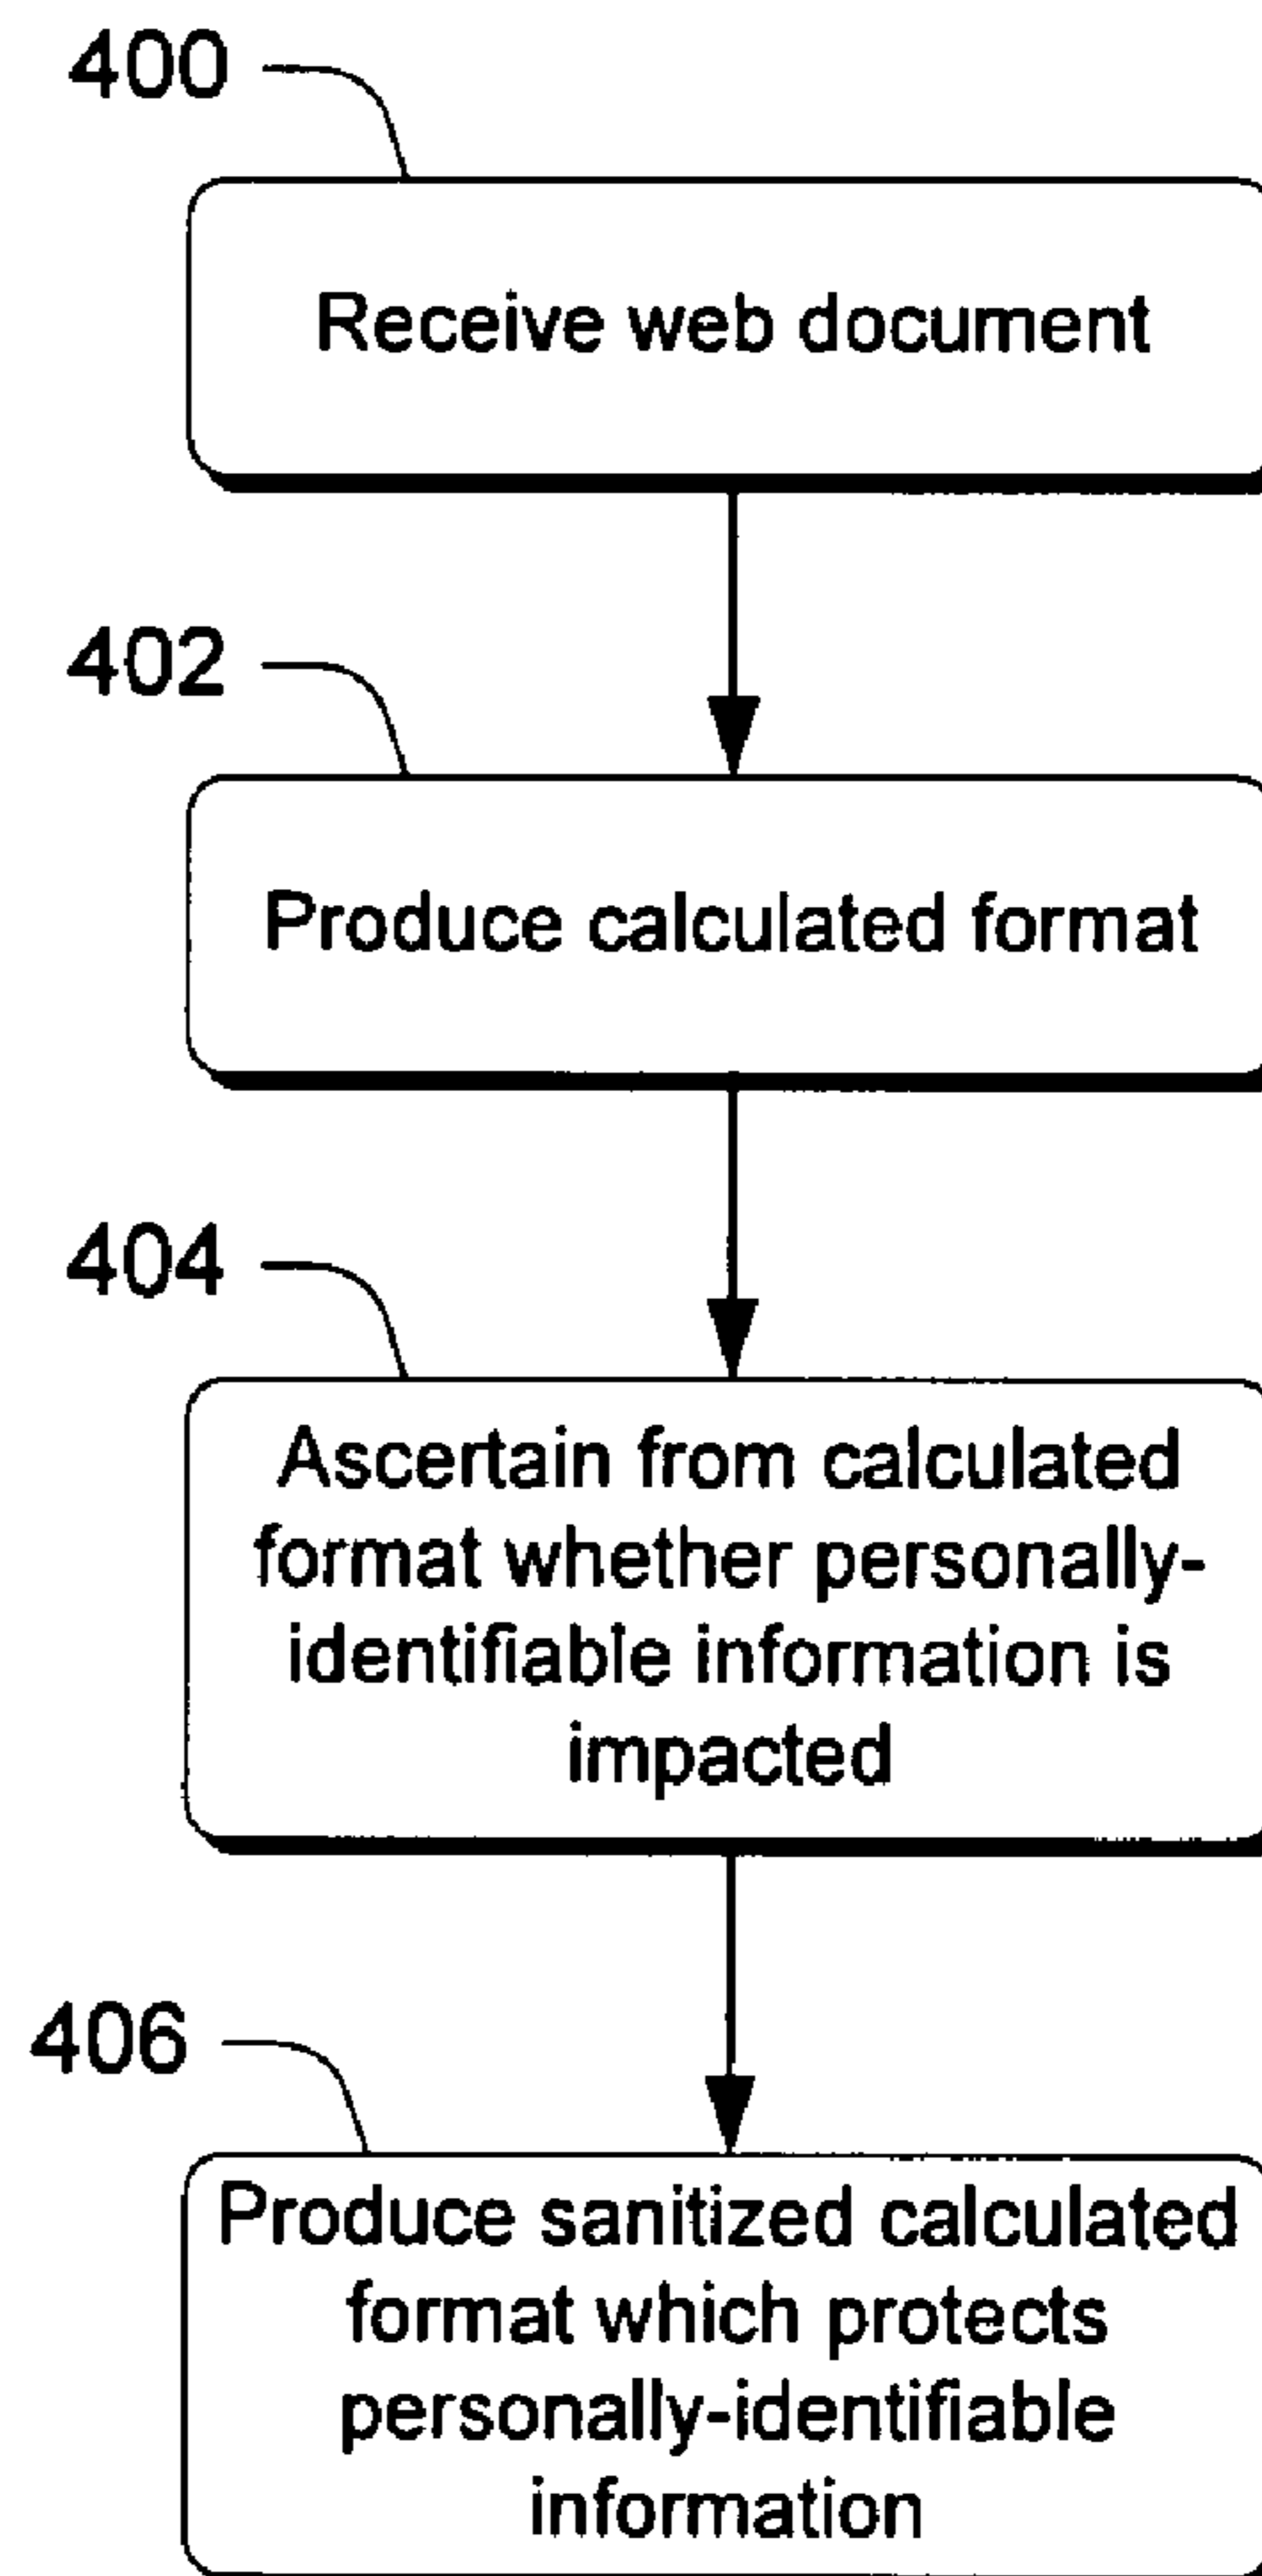 400
Receive web document
402
Produce calculated format
404
Ascertain from calculated
format whether personally-
identifiable information is
impacted
406
Produce sanitized calculated
format which protects
personally-identifiable
information